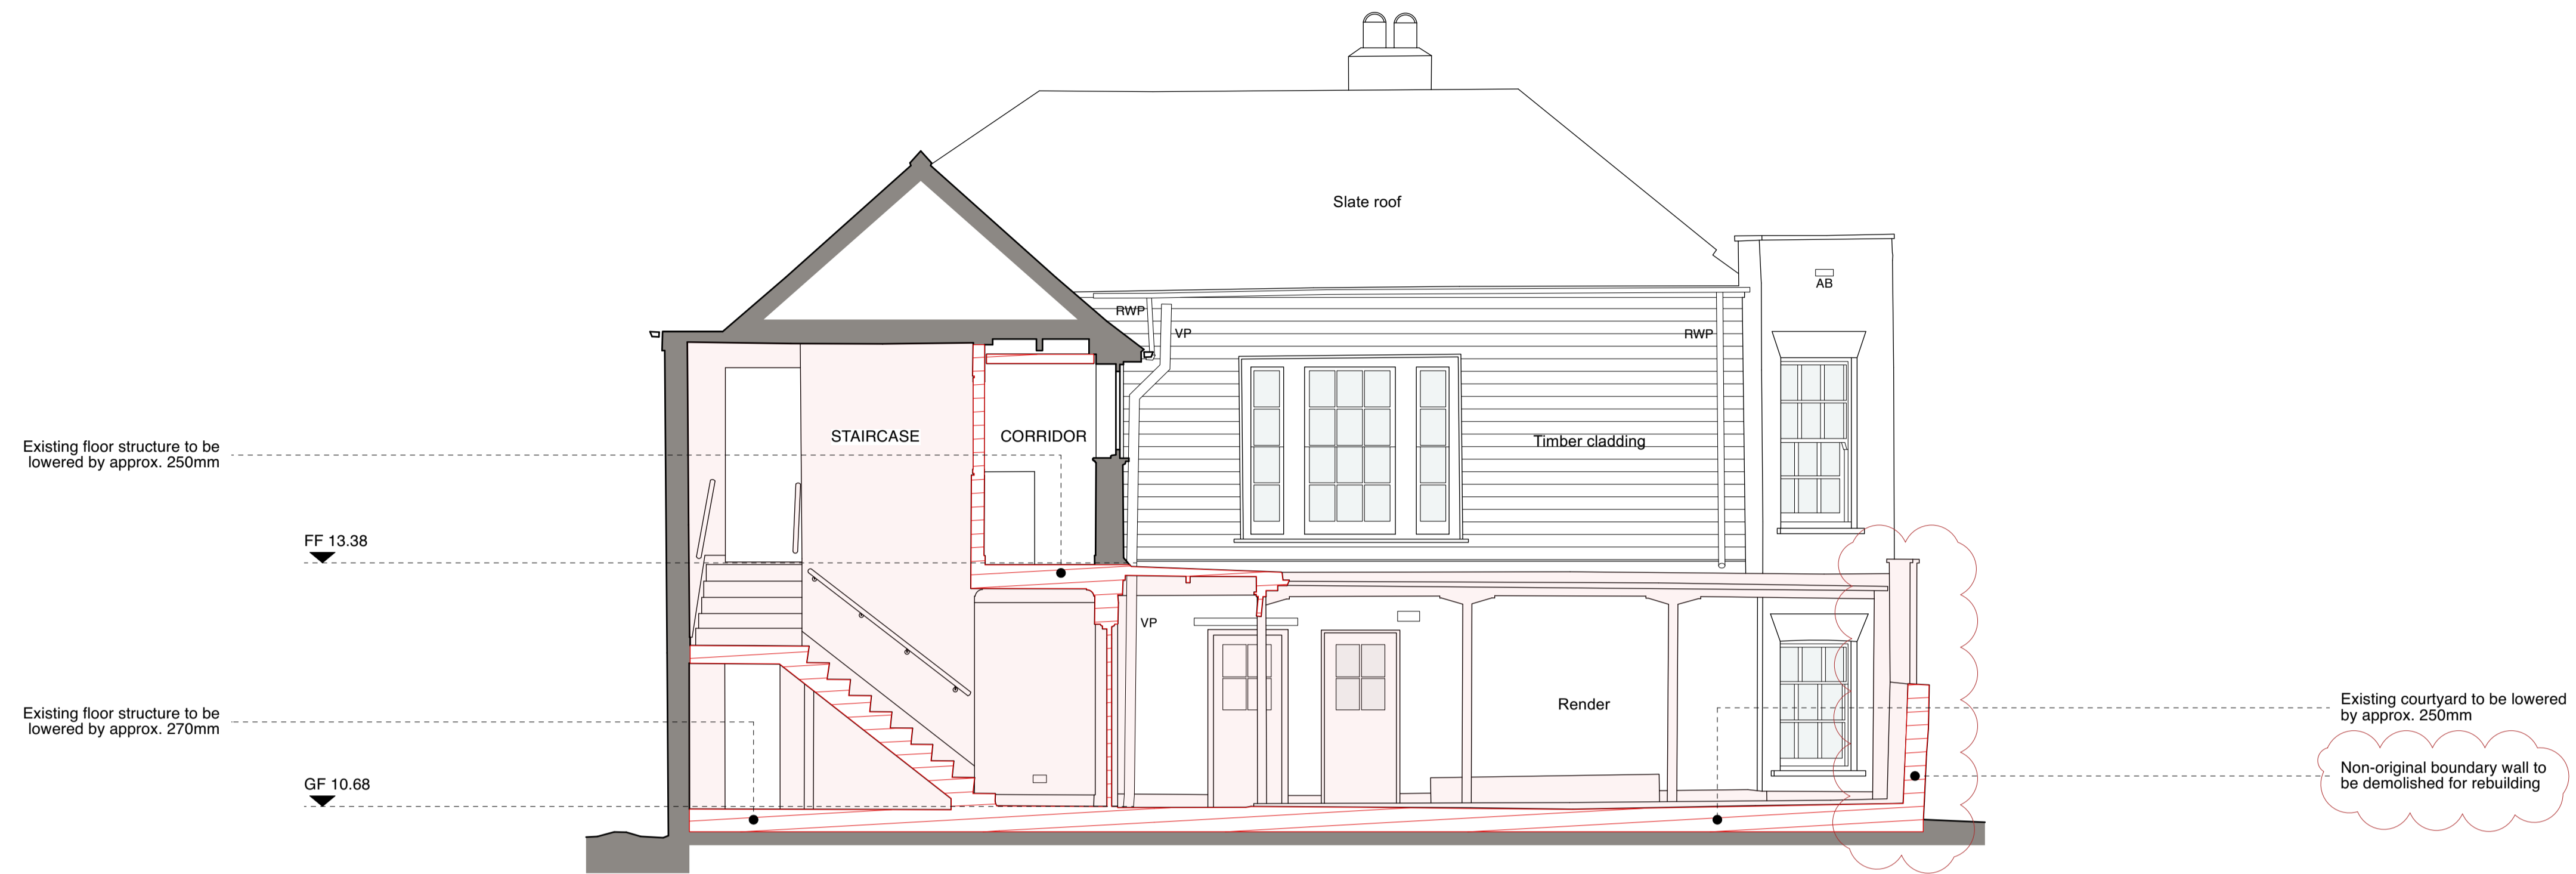 Slate roof
AB
RWP
VP
RWP
STAIRCASE
CORRIDOR
Timber cladding
Existing floor structure to be
lowered by approx. 250mm
FF 13.38
VP
Render
Existing floor structure to be
lowered by approx. 270mm
GF 10.68
Existing courtyard to be lowered
by approx. 250mm
Non-original boundary wall to
be demolished for rebuilding